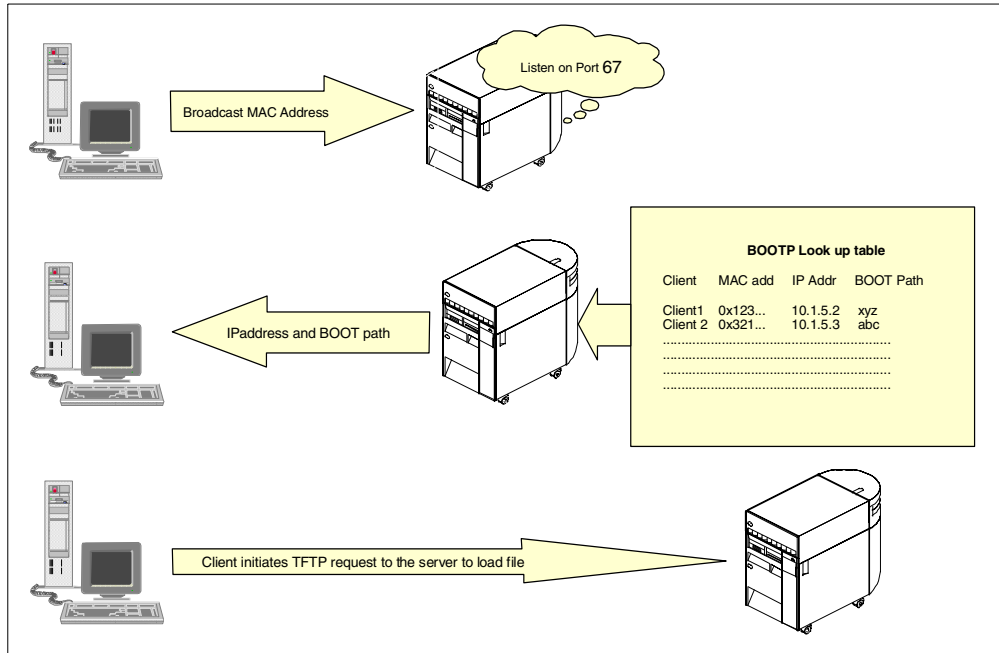 Listen on Port 67
Broadcast MAC Address
BOOTP Look up table
Client MAC add IP Addr BOOT Path
Client1 0x123... 10.1.5.2 xyz
Client 2 0x321... 10.1.5.3 abc
IPaddress and BOOT path
Client initiates TFTP request to the server to load file